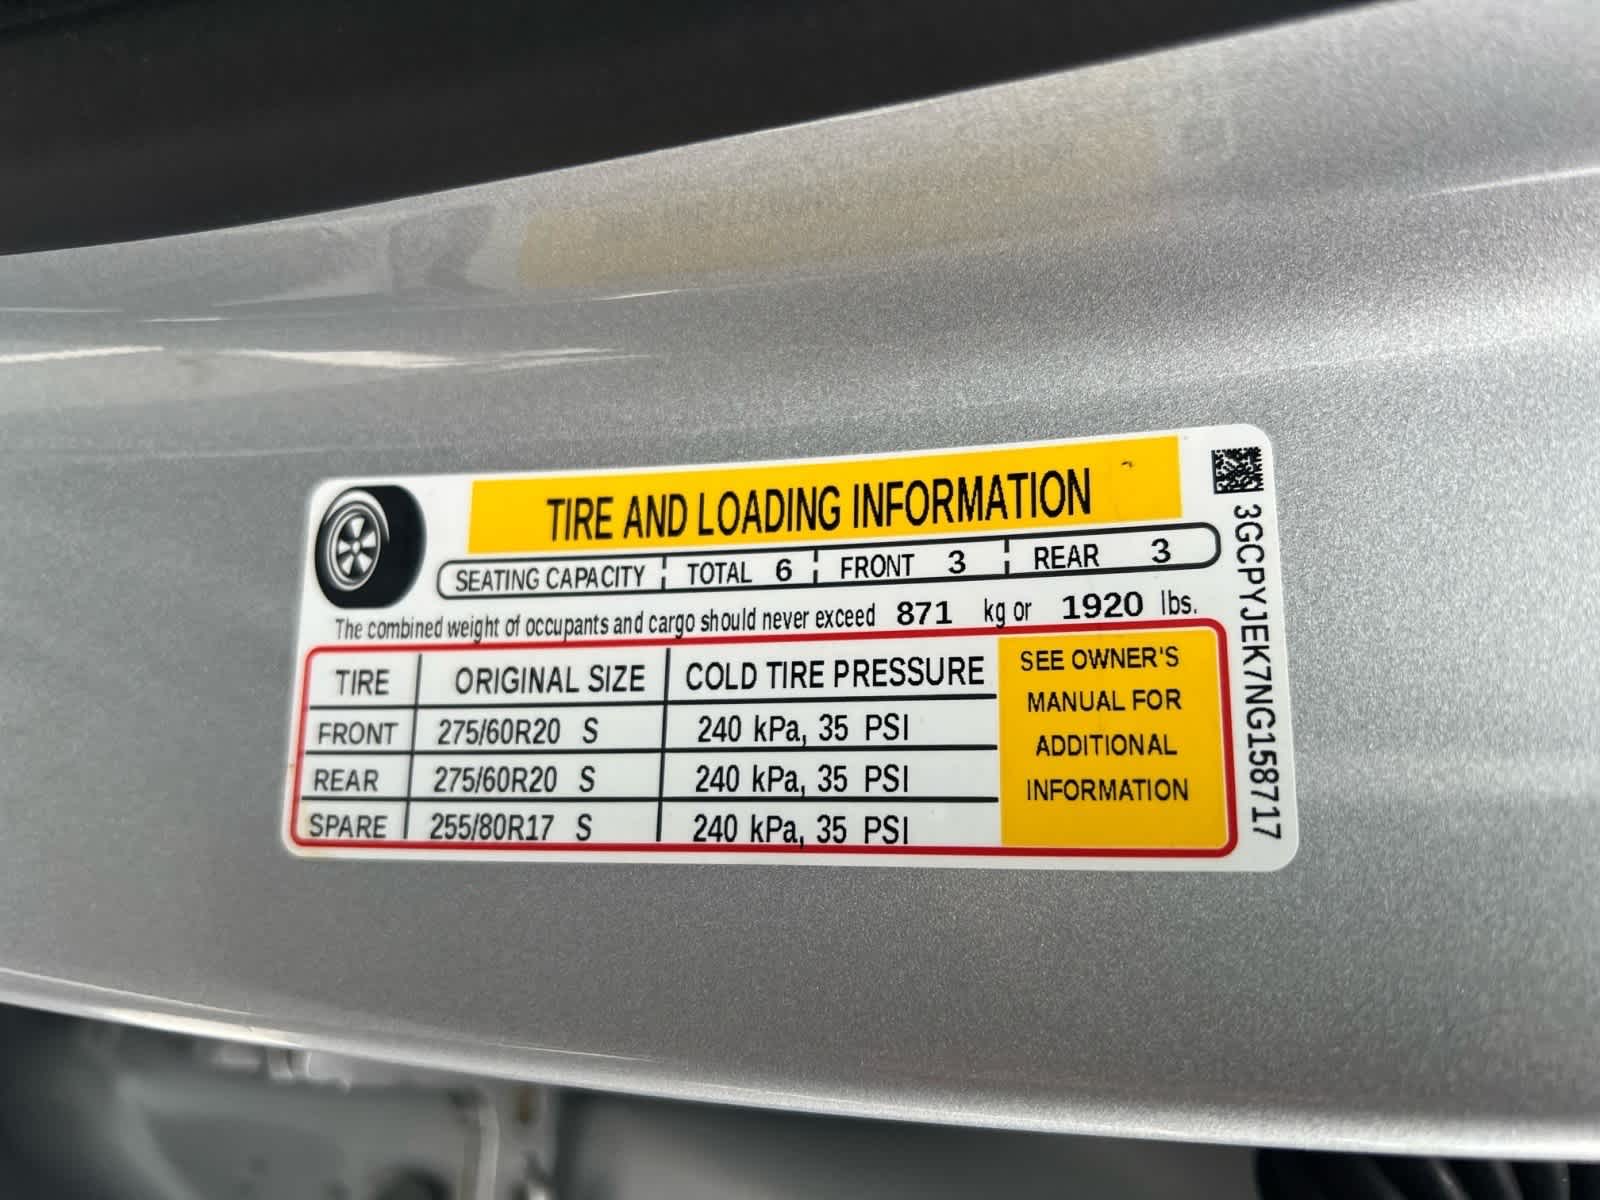 TIRE AND LOADING INFORMATION
SEATING CAPACITY TOTAL 6 FRONT 3 REAR 3
The combined weight of occupants and cargo should never exceed 871 kg or 1920 lbs.
TIRE ORIGINAL SIZE COLD TIRE PRESSURE
FRONT 275/60R20 S 240 kPa, 35 PSI
REAR 275/60R20 S 240 kPa, 35 PSI
SPARE 255/80R17 S 240 kPa, 35 PSI
SEE OWNER'S
MANUAL FOR
ADDITIONAL
INFORMATION
3GCPYJEK7NG158717